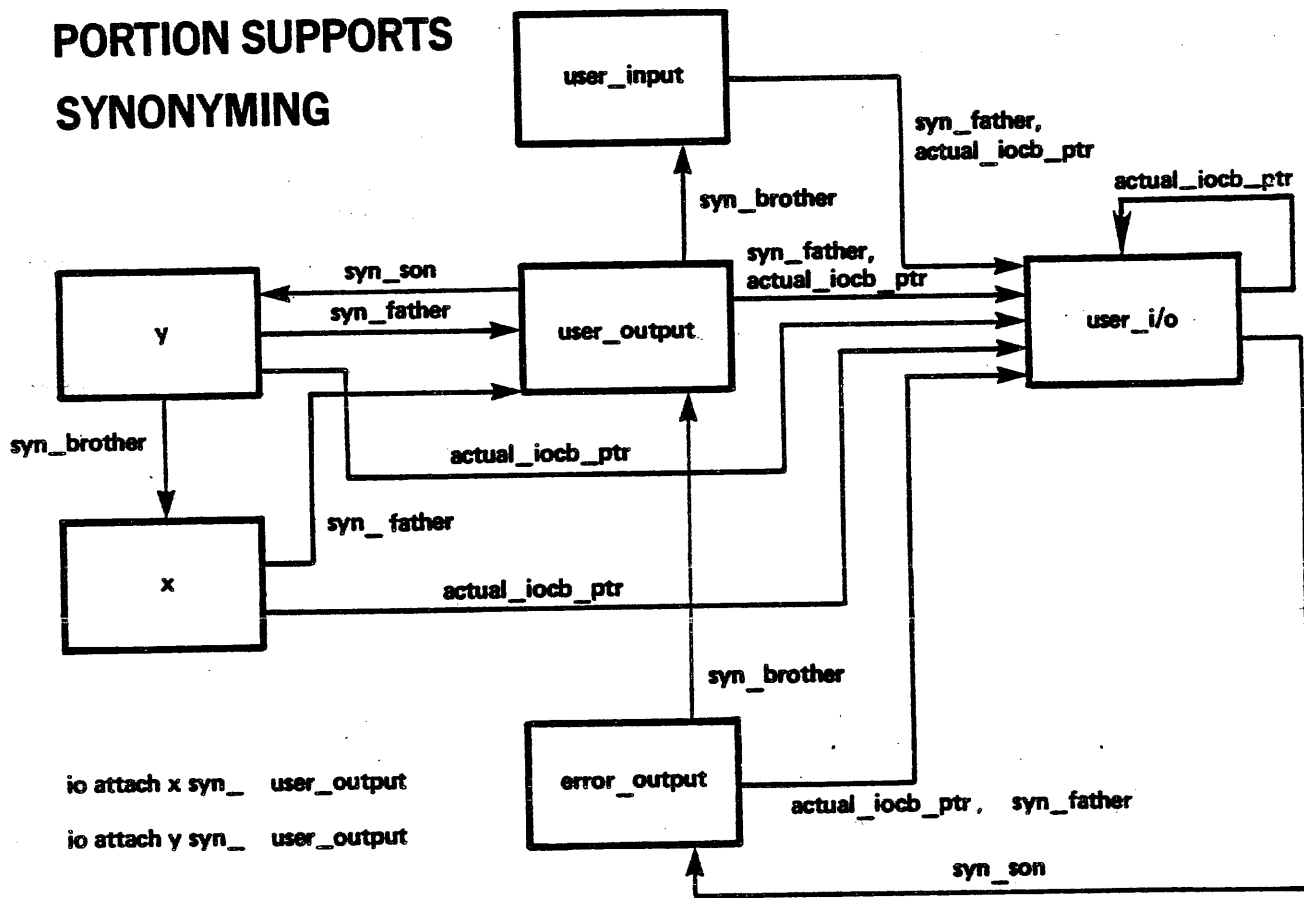 PORTION SUPPORTS
SYNONYMING
user_input
syn_father,
actual_iocb_ptr
actual_iocb_ptr
syn_brother
syn_father,
actual_iocb_ptr
syn_son
syn_father
y
user_output
user_i/o
syn_brother
actual_iocb_ptr
syn_ father
x
actual_iocb_ptr
syn_brother
error_output
io attach x syn_ user_output
actual_iocb_ptr, syn_father
io attach y syn_ user_output
syn_son